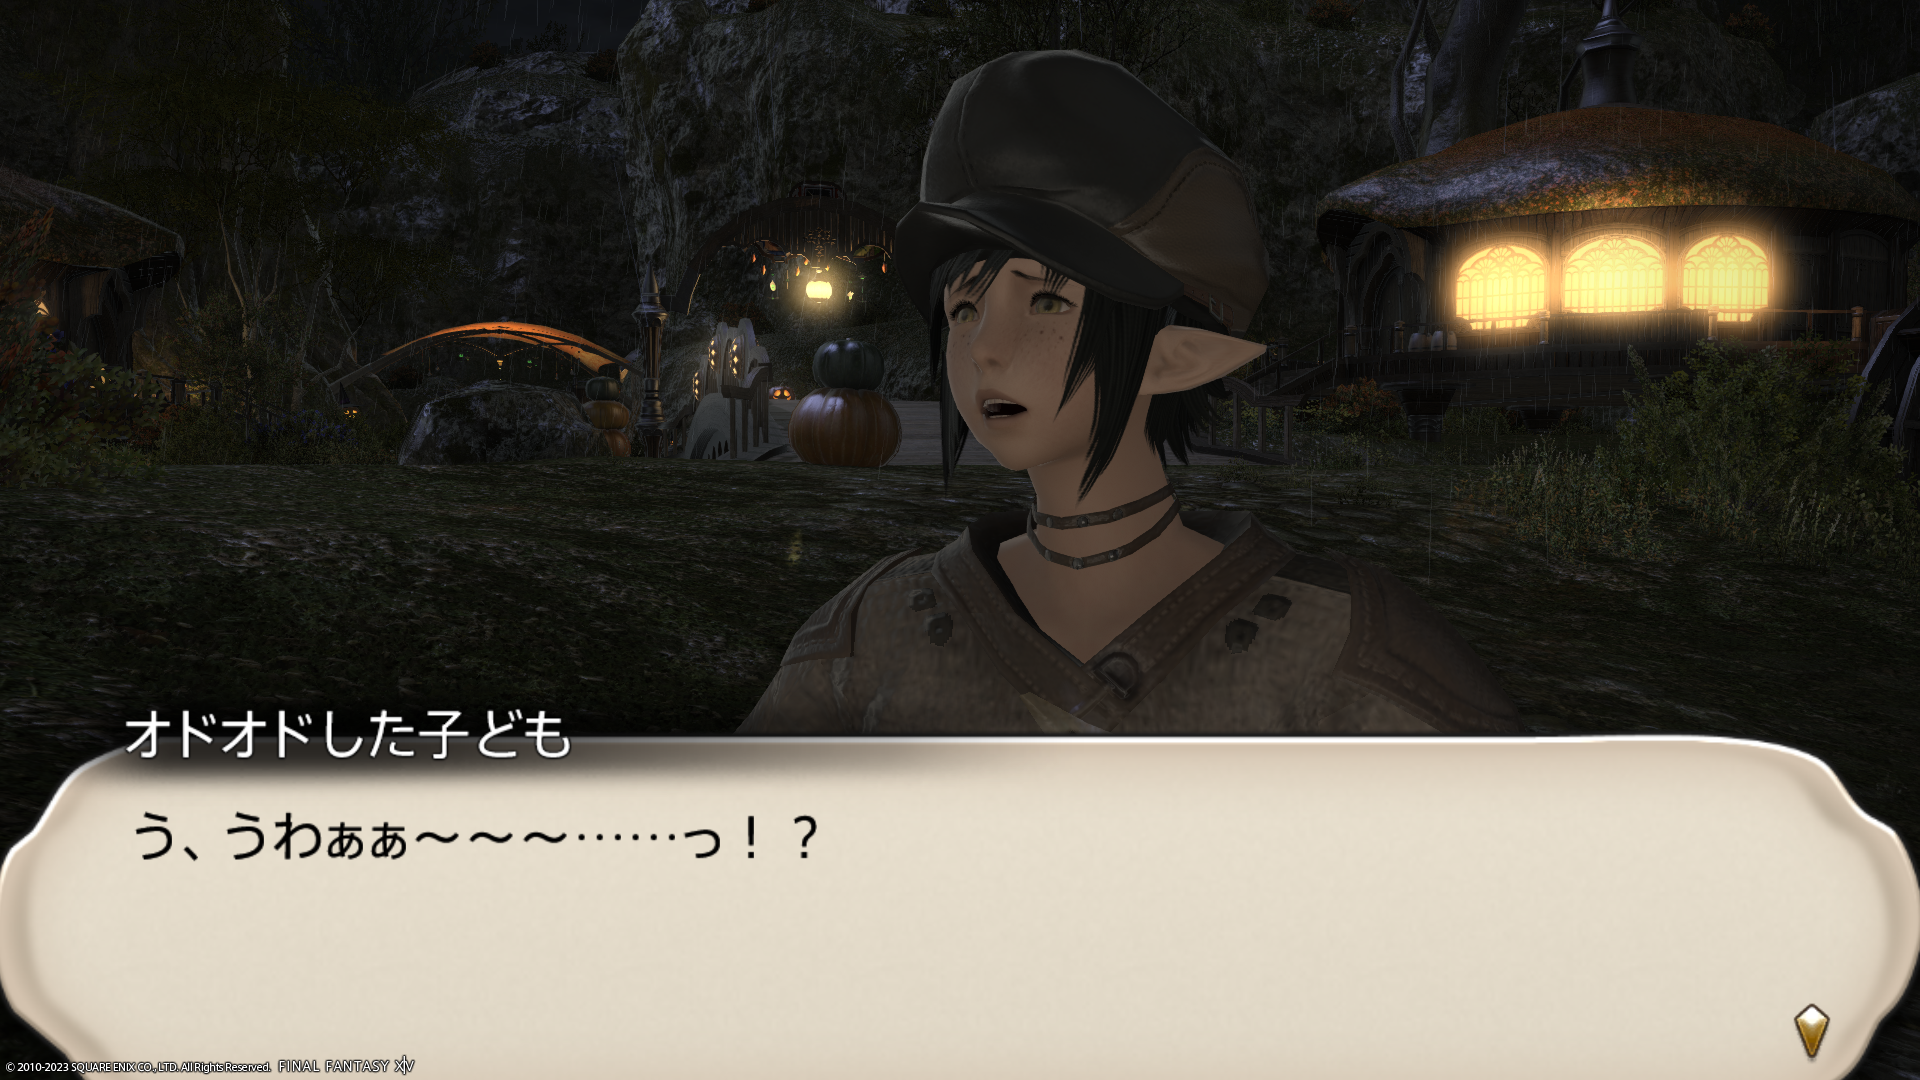 オドオドした子ども
う、うわぁぁ～～～……っ！？
© 2010-2023 SQUARE ENIX CO., LTD. All Rights Reserved. FINAL FANTASY XIV